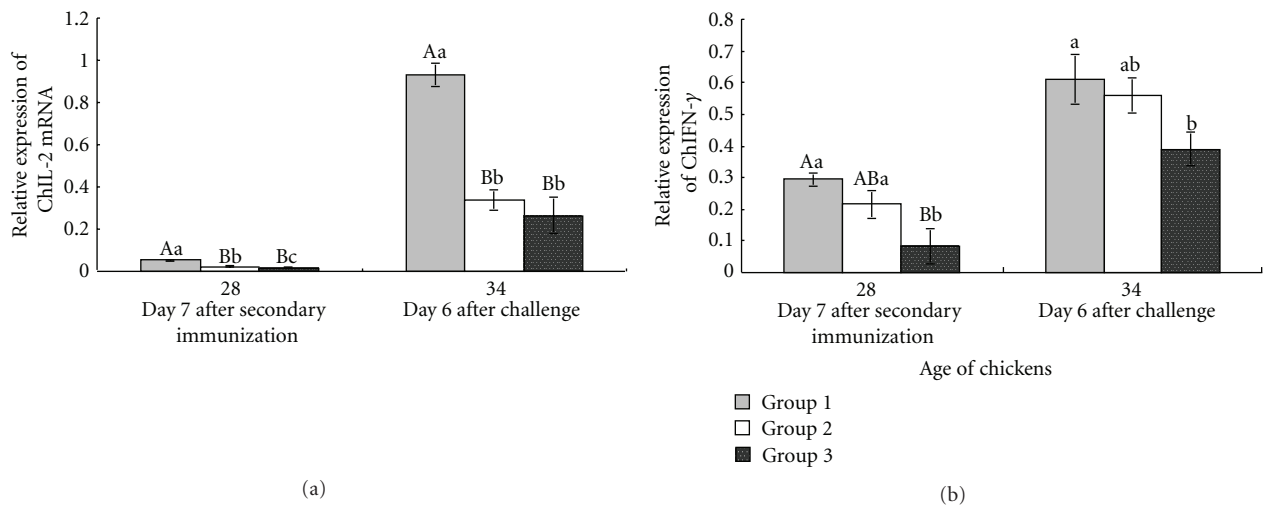 Relative expression of
ChIL-2 mRNA
1.2
1
0.8
0.6
0.4
0.2
0
Aa
Bb
Bc
Aa
Bb
Bb
28
34
Day 7 after secondary
immunization
Day 6 after challenge
(a)
Relative expression
of ChIFN-γ
0.8
0.7
0.6
0.5
0.4
0.3
0.2
0.1
0
Aa
ABa
Bb
a
ab
b
28
34
Day 7 after secondary
immunization
Day 6 after challenge
Age of chickens
Group 1
Group 2
Group 3
(b)